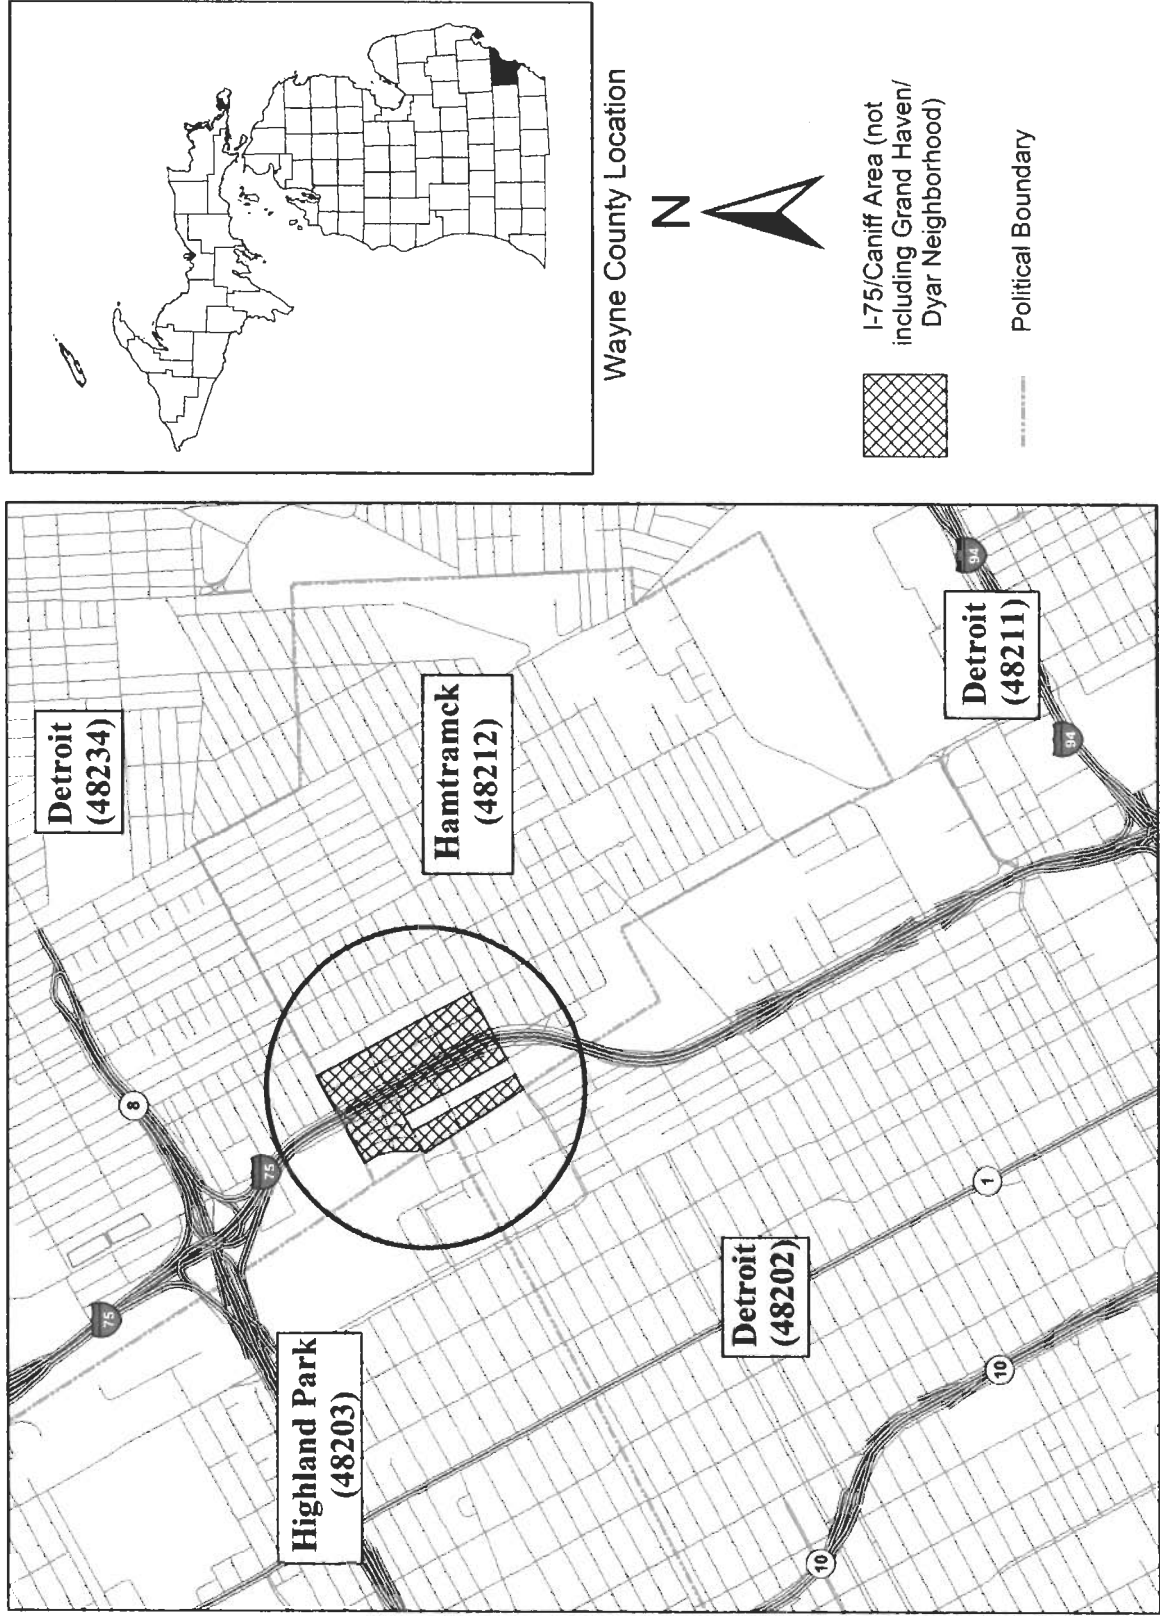 Detroit
(48234)
Hamtramck
(48212)
Detroit
(48211)
Detroit
(48202)
Highland Park
(48203)
75
75
8
94
94
1
10
10
Wayne County Location
N
I-75/Caniff Area (not
including Grand Haven/
Dyar Neighborhood)
Political Boundary